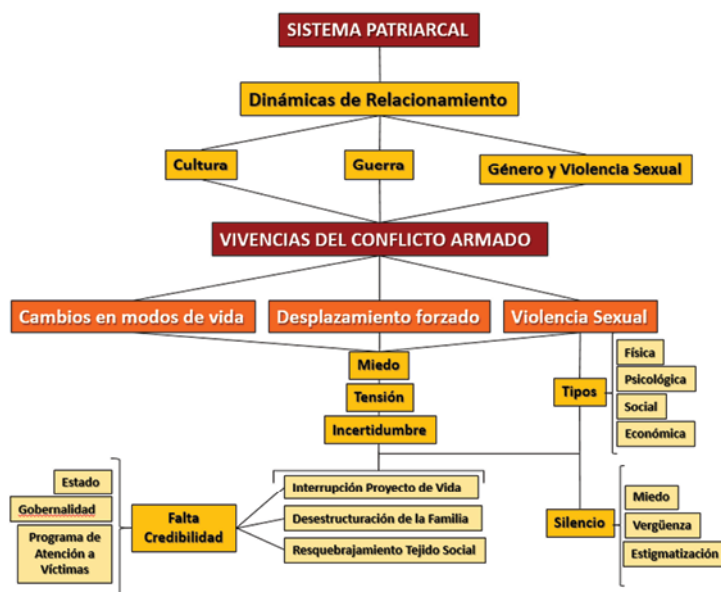 SISTEMA PATRIARCAL
Dinámicas de Relacionamiento
Cultura
Guerra
Género y Violencia Sexual
VIVENCIAS DEL CONFLICTO ARMADO
Cambios en modos de vida
Desplazamiento forzado
Violencia Sexual
Miedo
Tensión
Incertidumbre
Tipos
Física
Psicológica
Social
Económica
Estado
Gobernalidad
Programa de
Atención a
Víctimas
Falta
Credibilidad
Interrupción Proyecto de Vida
Desestructuración de la Familia
Resquebrajamiento Tejido Social
Silencio
Miedo
Vergüenza
Estigmatización